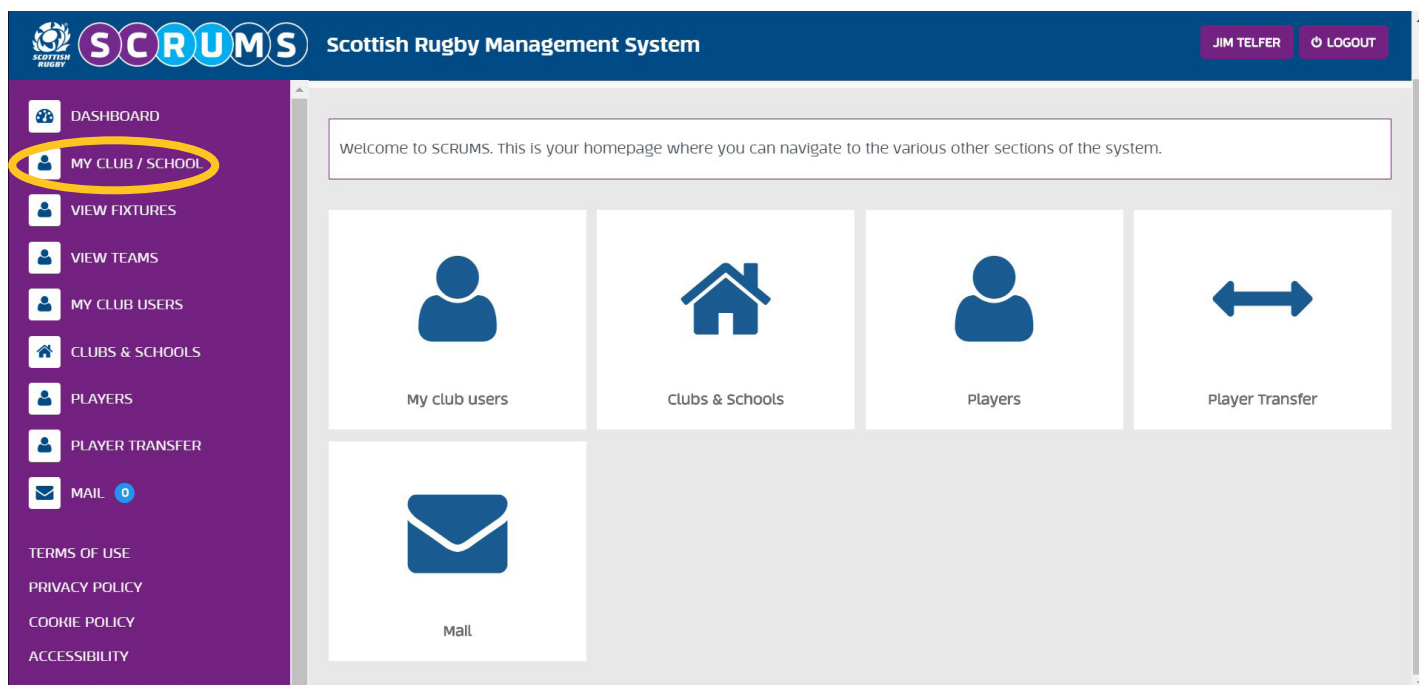 SCOTTISH
RUGBY
SCRUMS
Scottish Rugby Management System
JIM TELFER
LOGOUT
DASHBOARD
MY CLUB / SCHOOL
VIEW FIXTURES
VIEW TEAMS
MY CLUB USERS
CLUBS & SCHOOLS
PLAYERS
PLAYER TRANSFER
MAIL 0
TERMS OF USE
PRIVACY POLICY
COOKIE POLICY
ACCESSIBILITY
Welcome to SCRUMS. This is your homepage where you can navigate to the various other sections of the system.
My club users
Clubs & Schools
Players
Player Transfer
Mail